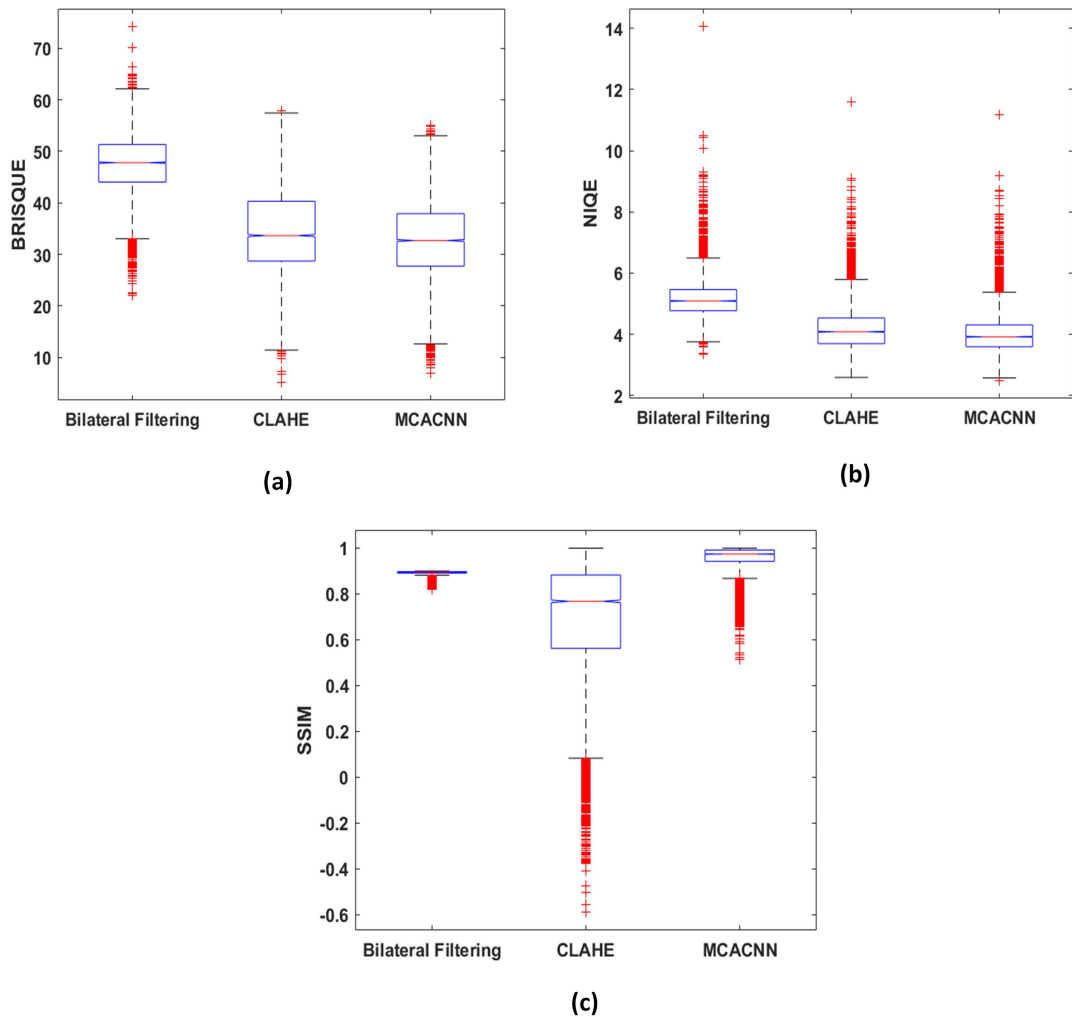 BRISQUE
70
60
50
40
30
20
10
Bilateral Filtering CLAHE MCACNN
(a)
NIQE
14
12
10
8
6
4
2
Bilateral Filtering CLAHE MCACNN
(b)
SSIM
1
0.8
0.6
0.4
0.2
0
-0.2
-0.4
-0.6
Bilateral Filtering CLAHE MCACNN
(c)